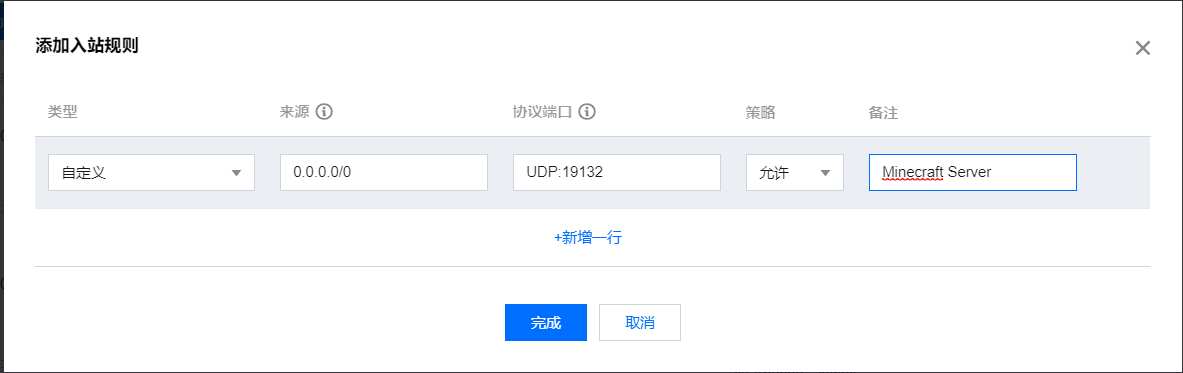 添加入站规则
类型 来源 协议端口 策略 备注
自定义 0.0.0.0/0 UDP:19132 允许 Minecraft Server
+新增一行
完成 取消